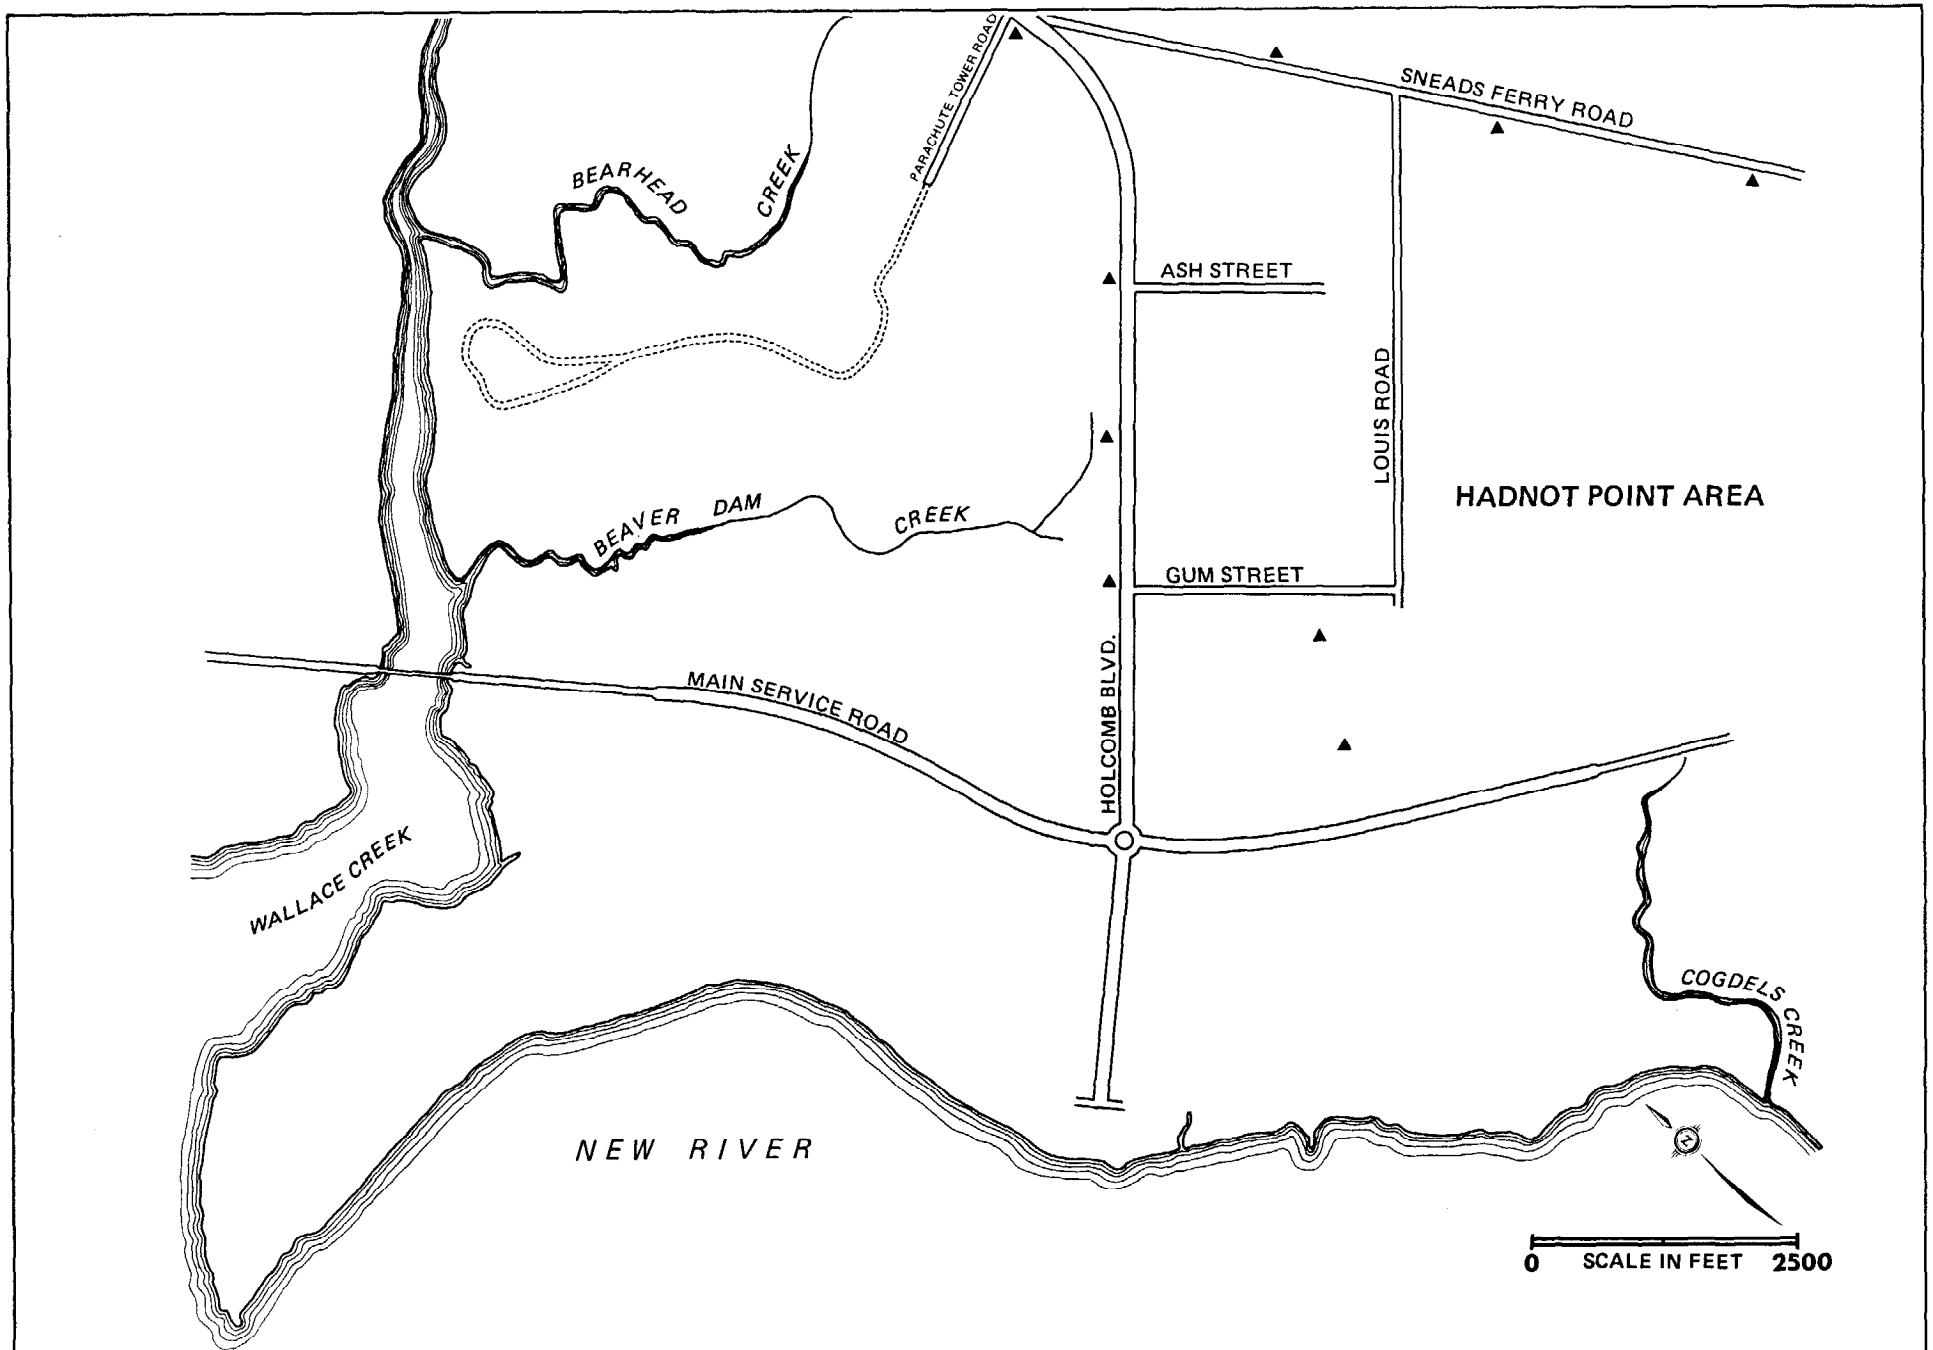 PARACHUTE TOWER ROAD
SNEADS FERRY ROAD
BEARHEAD CREEK
ASH STREET
LOUIS ROAD
HADNOT POINT AREA
BEAVER DAM CREEK
GUM STREET
HOLCOMB BLVD.
MAIN SERVICE ROAD
WALLACE CREEK
COGDELS CREEK
NEW RIVER
N
0 SCALE IN FEET 2500